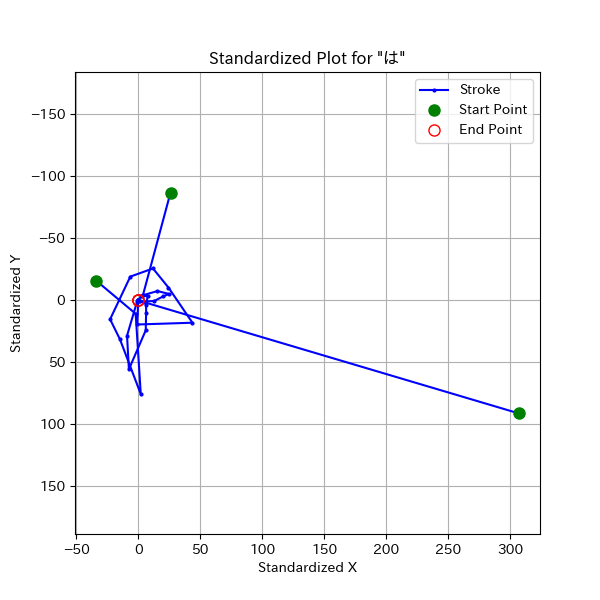 Standardized Plot for "は"
Stroke
Start Point
End Point
Standardized Y
−150
−100
−50
0
50
100
150
−50 0 50 100 150 200 250 300
Standardized X